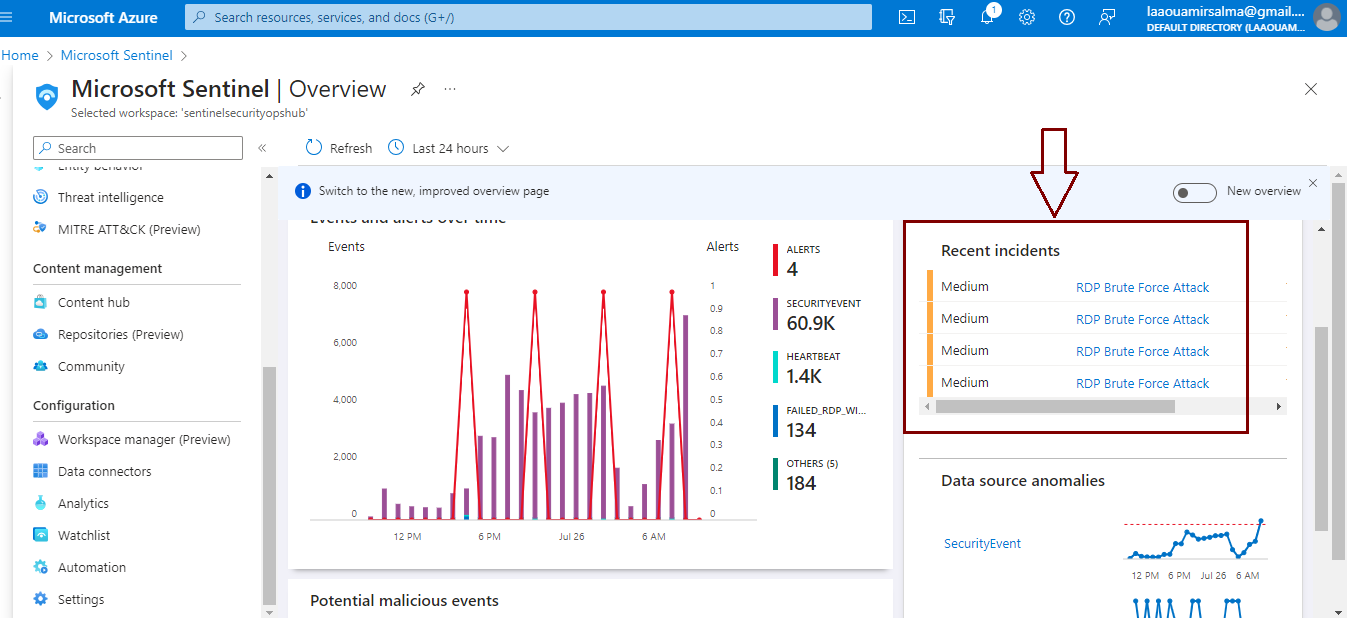 Microsoft Azure
Search resources, services, and docs (G+/)
1
laaouamirsalma@gmail....
DEFAULT DIRECTORY (LAAOUAM...
Home > Microsoft Sentinel >
Microsoft Sentinel | Overview ...
Selected workspace: 'sentinelsecurityopshub'
Search
«
Refresh
Last 24 hours
Entity behavior
Threat intelligence
MITRE ATT&CK (Preview)
Content management
Content hub
Repositories (Preview)
Community
Configuration
Workspace manager (Preview)
Data connectors
Analytics
Watchlist
Automation
Settings
Switch to the new, improved overview page
New overview
Events and alerts over time
Events
Alerts
8,000
6,000
4,000
2,000
0
1
0.9
0.8
0.7
0.6
0.5
0.4
0.3
0.2
0.1
0
12 PM
6 PM
Jul 26
6 AM
ALERTS
4
SECURITYEVENT
60.9K
HEARTBEAT
1.4K
FAILED_RDP_WI...
134
OTHERS (5)
184
Potential malicious events
Recent incidents
Medium RDP Brute Force Attack
Medium RDP Brute Force Attack
Medium RDP Brute Force Attack
Medium RDP Brute Force Attack
Data source anomalies
SecurityEvent
12 PM 6 PM Jul 26 6 AM